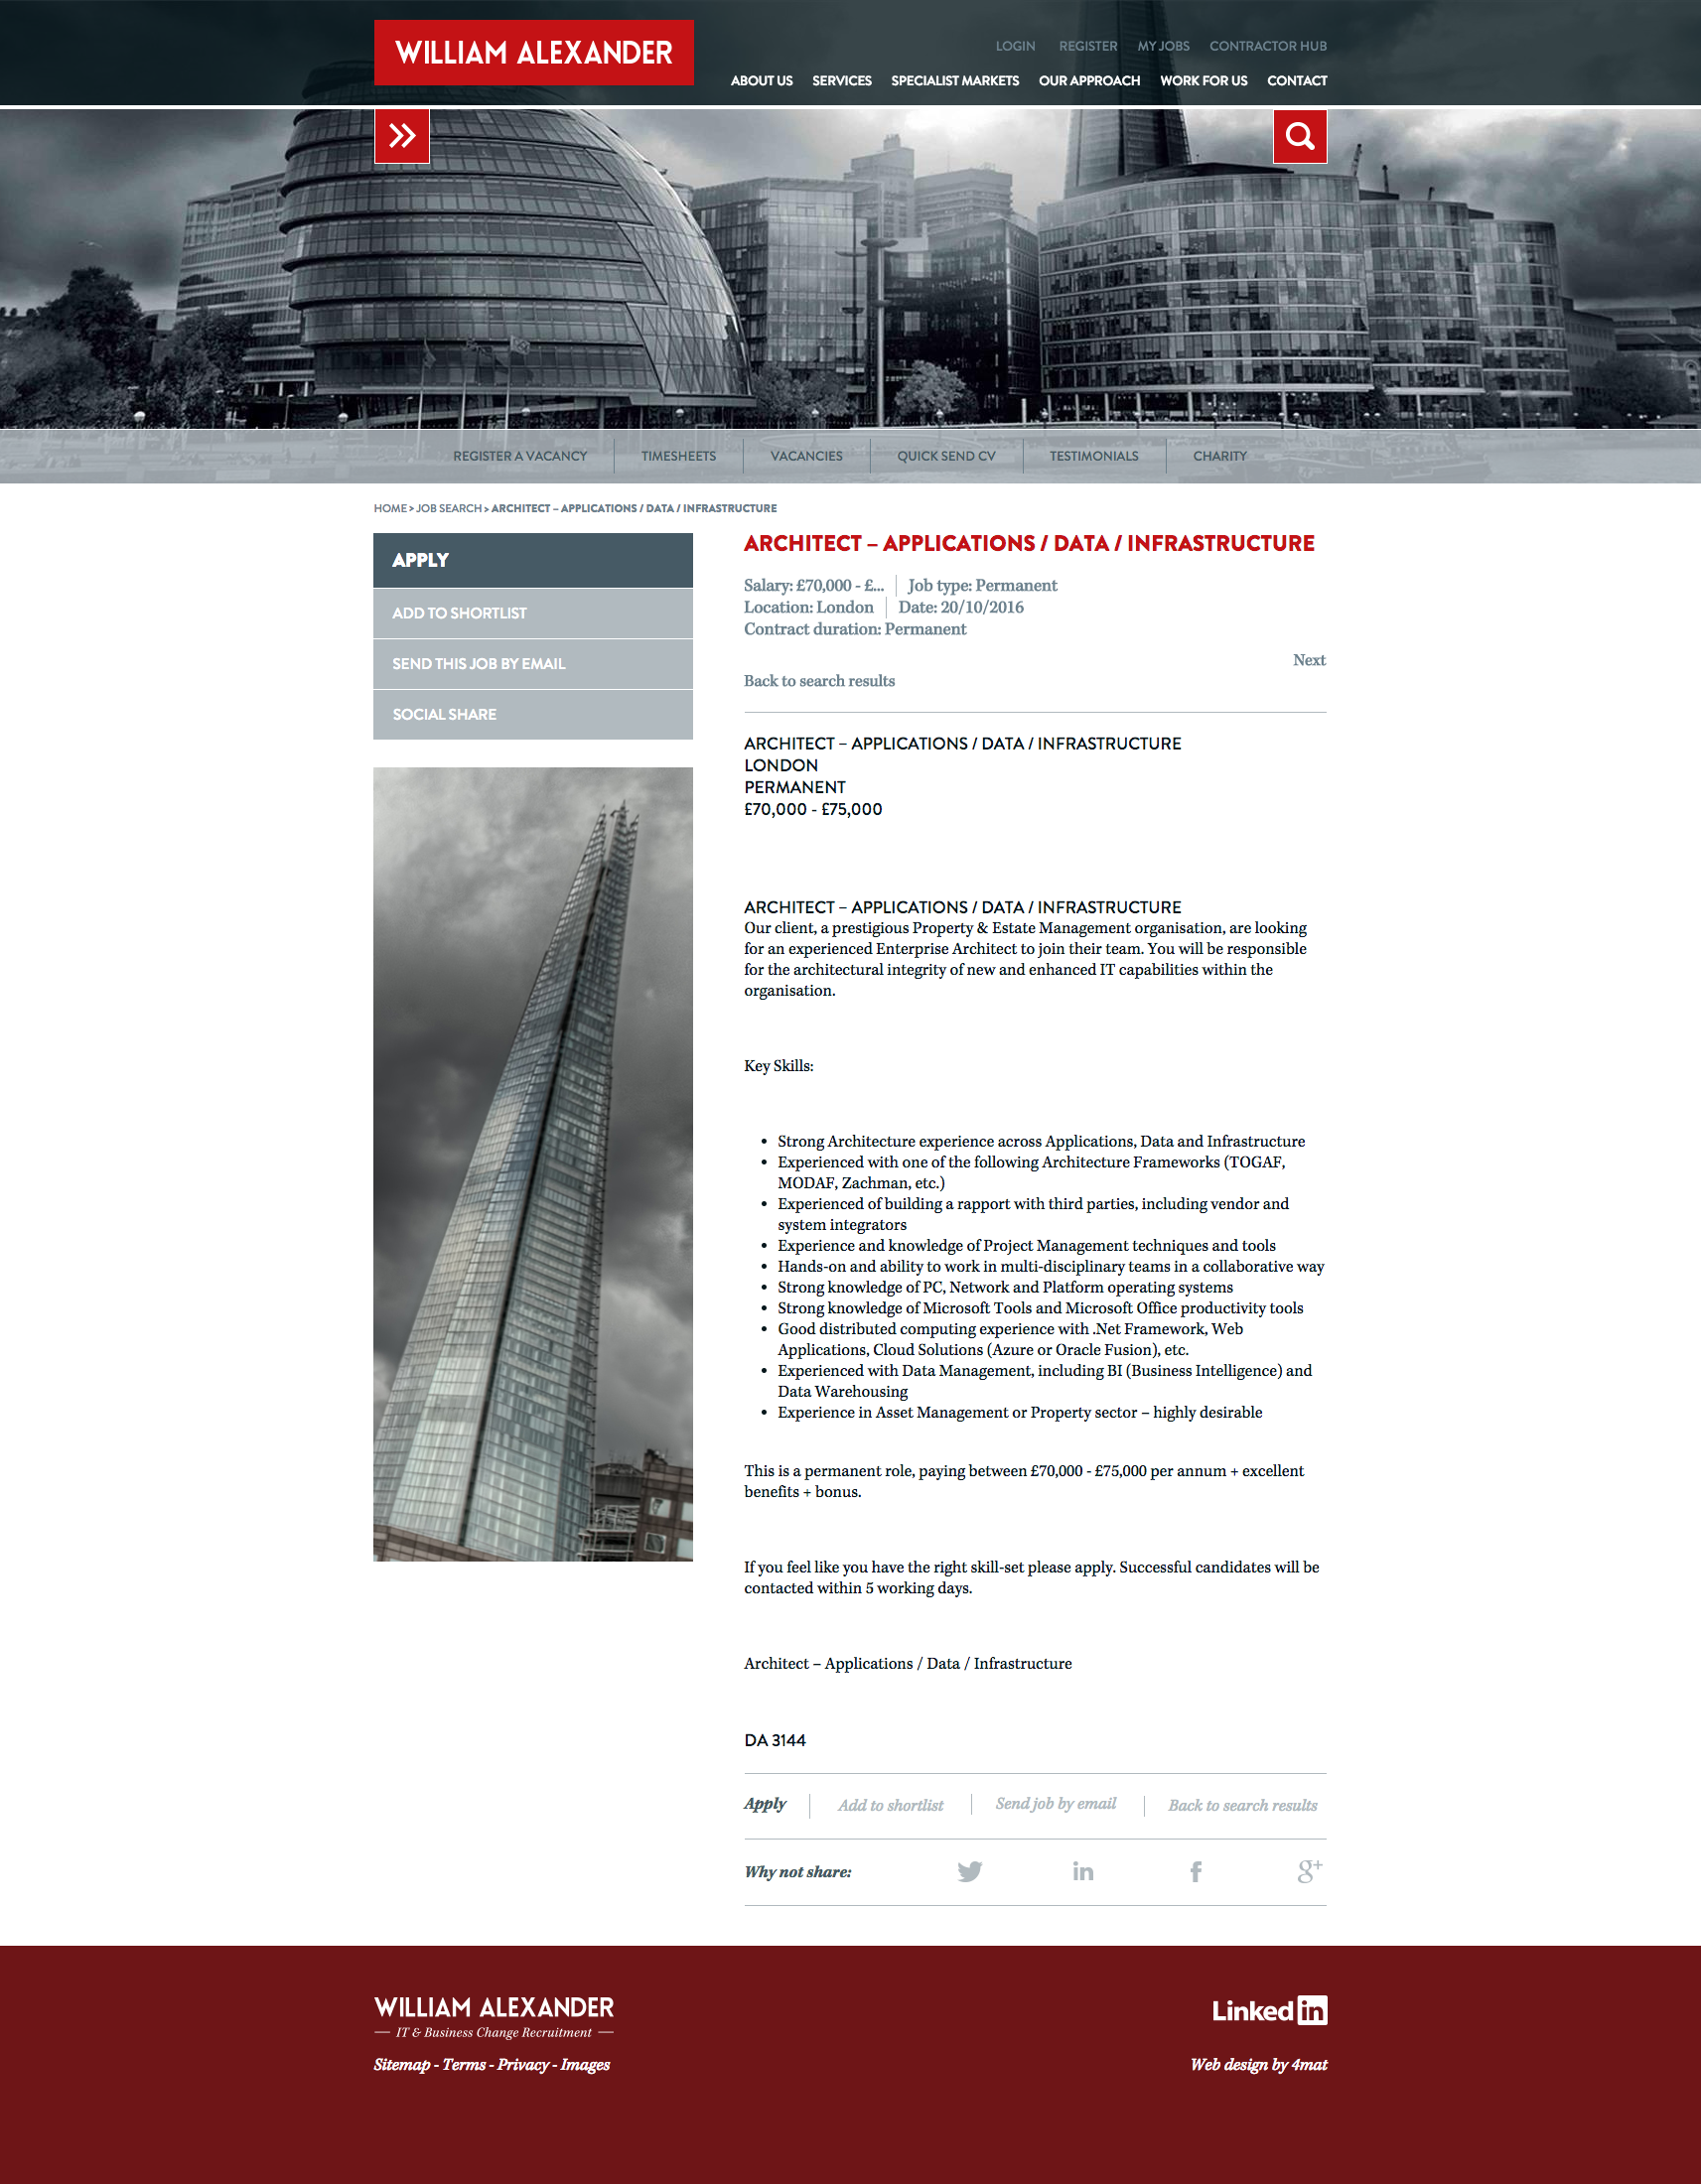 WILLIAM ALEXANDER
LOGIN REGISTER MY JOBS CONTRACTOR HUB
ABOUT US SERVICES SPECIALIST MARKETS OUR APPROACH WORK FOR US CONTACT
REGISTER A VACANCY TIMESHEETS VACANCIES QUICK SEND CV TESTIMONIALS CHARITY
HOME > JOB SEARCH > ARCHITECT – APPLICATIONS / DATA / INFRASTRUCTURE
APPLY
ADD TO SHORTLIST
SEND THIS JOB BY EMAIL
SOCIAL SHARE
ARCHITECT – APPLICATIONS / DATA / INFRASTRUCTURE
Salary: £70,000 - £... Job type: Permanent
Location: London Date: 20/10/2016
Contract duration: Permanent
Next
Back to search results
ARCHITECT – APPLICATIONS / DATA / INFRASTRUCTURE
LONDON
PERMANENT
£70,000 - £75,000
ARCHITECT – APPLICATIONS / DATA / INFRASTRUCTURE
Our client, a prestigious Property & Estate Management organisation, are looking
for an experienced Enterprise Architect to join their team. You will be responsible
for the architectural integrity of new and enhanced IT capabilities within the
organisation.
Key Skills:
• Strong Architecture experience across Applications, Data and Infrastructure
• Experienced with one of the following Architecture Frameworks (TOGAF,
MODAF, Zachman, etc.)
• Experienced of building a rapport with third parties, including vendor and
system integrators
• Experience and knowledge of Project Management techniques and tools
• Hands-on and ability to work in multi-disciplinary teams in a collaborative way
• Strong knowledge of PC, Network and Platform operating systems
• Strong knowledge of Microsoft Tools and Microsoft Office productivity tools
• Good distributed computing experience with .Net Framework, Web
Applications, Cloud Solutions (Azure or Oracle Fusion), etc.
• Experienced with Data Management, including BI (Business Intelligence) and
Data Warehousing
• Experience in Asset Management or Property sector – highly desirable
This is a permanent role, paying between £70,000 - £75,000 per annum + excellent
benefits + bonus.
If you feel like you have the right skill-set please apply. Successful candidates will be
contacted within 5 working days.
Architect – Applications / Data / Infrastructure
DA 3144
Apply Add to shortlist Send job by email Back to search results
Why not share: in f g+
WILLIAM ALEXANDER
— IT & Business Change Recruitment —
Sitemap - Terms - Privacy - Images
Linked in
Web design by 4mat